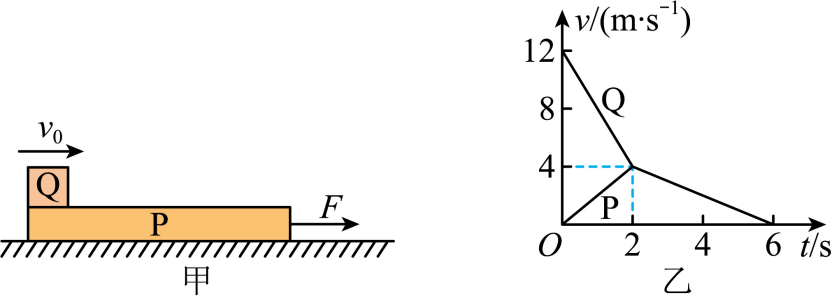 v₀
Q
P
F
甲
v/(m·s⁻¹)
12
8
4
Q
P
O
2
4
6
t/s
乙